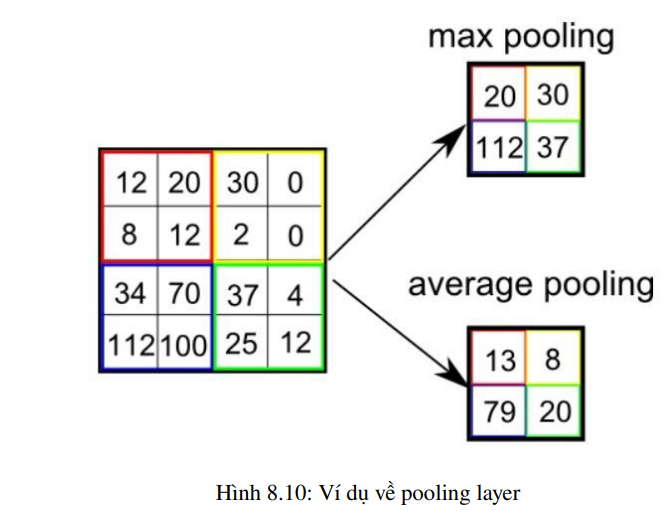 max pooling
20 30
112 37
12 20 30 0
8 12 2 0
34 70 37 4
112 100 25 12
average pooling
13 8
79 20
Hình 8.10: Ví dụ về pooling layer